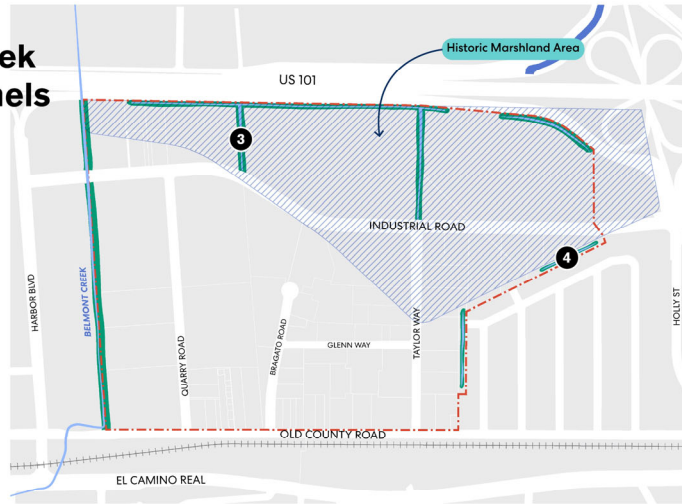 ek
nels
Historic Marshland Area
US 101
3
INDUSTRIAL ROAD
4
HARBOR BLVD
BELMONT CREEK
QUARRY ROAD
BRAGATO ROAD
GLENN WAY
TAYLOR WAY
HOLLY ST
OLD COUNTY ROAD
EL CAMINO REAL